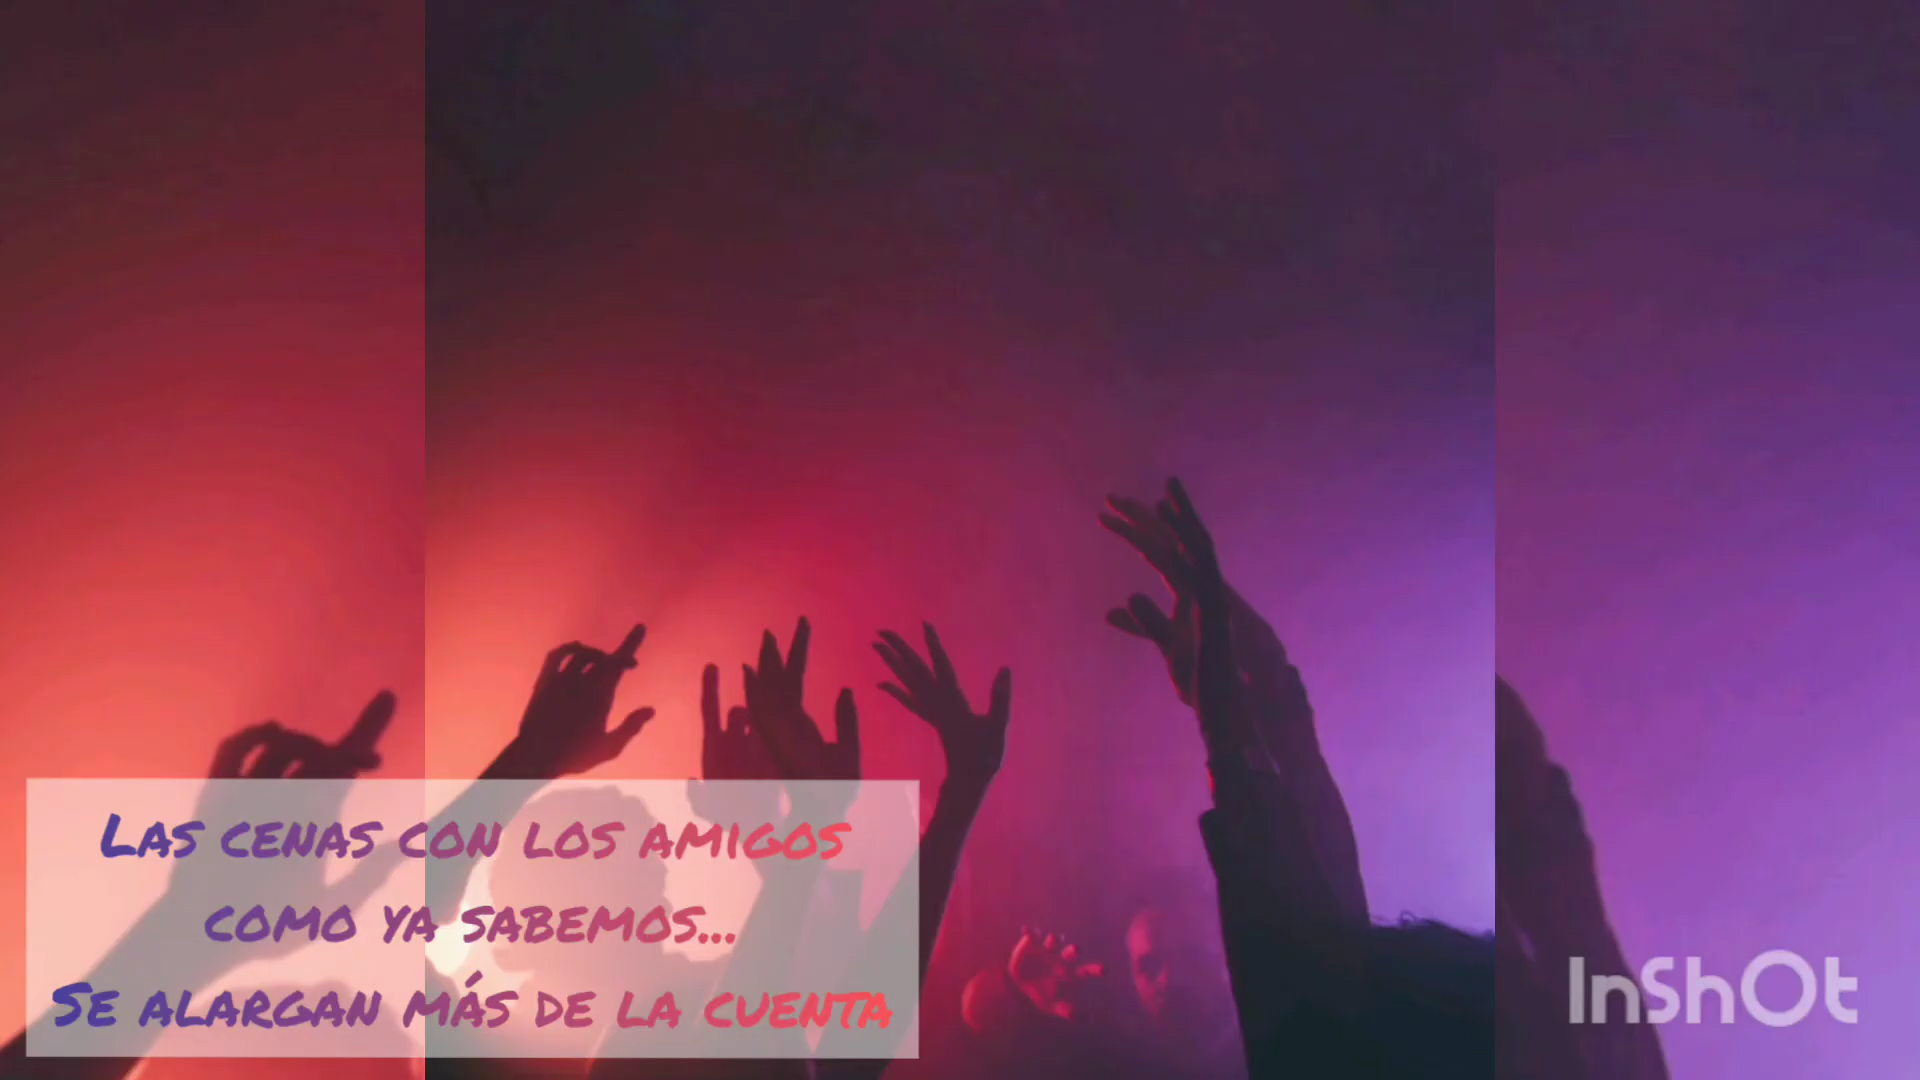 Las cenas con los amigos
como ya sabemos...
Se alargan más de la cuenta
InShOt